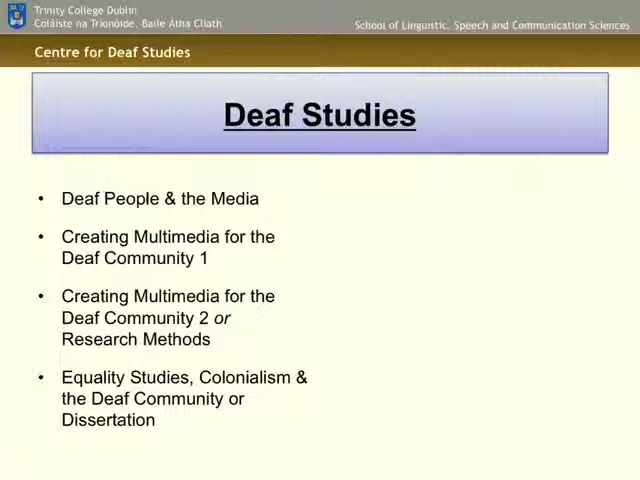 Trinity College Dublin
Coláiste na Tríonóide, Baile Átha Cliath
School of Linguistic, Speech and Communication Sciences
Centre for Deaf Studies
Deaf Studies
• Deaf People & the Media
• Creating Multimedia for the
Deaf Community 1
• Creating Multimedia for the
Deaf Community 2 or
Research Methods
• Equality Studies, Colonialism &
the Deaf Community or
Dissertation